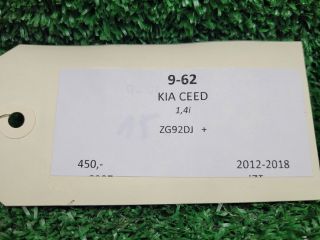 9-62
KIA CEED
1,4i
ZG92DJ +
450,- 2012-2018